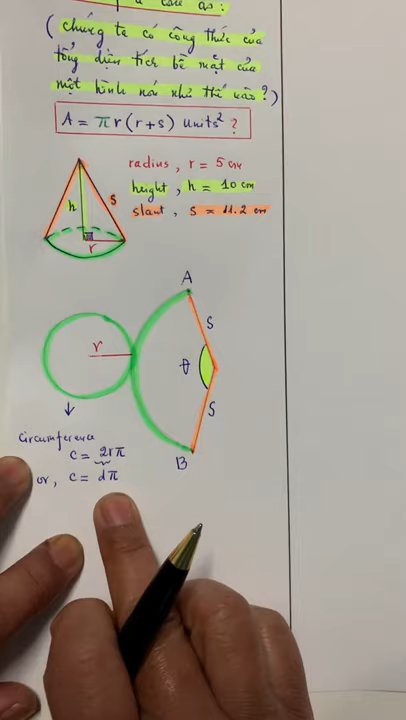 (chúng ta có công thức của
tổng diện tích bề mặt của
một hình nón như thế nào?)
A = πr(r+s) units² ?
radius, r = 5 cm
height, h = 10 cm
slant, s = 11.2 cm
h
s
r
A
s
r
θ
s
B
Circumference
c = 2rπ
or, c = dπ